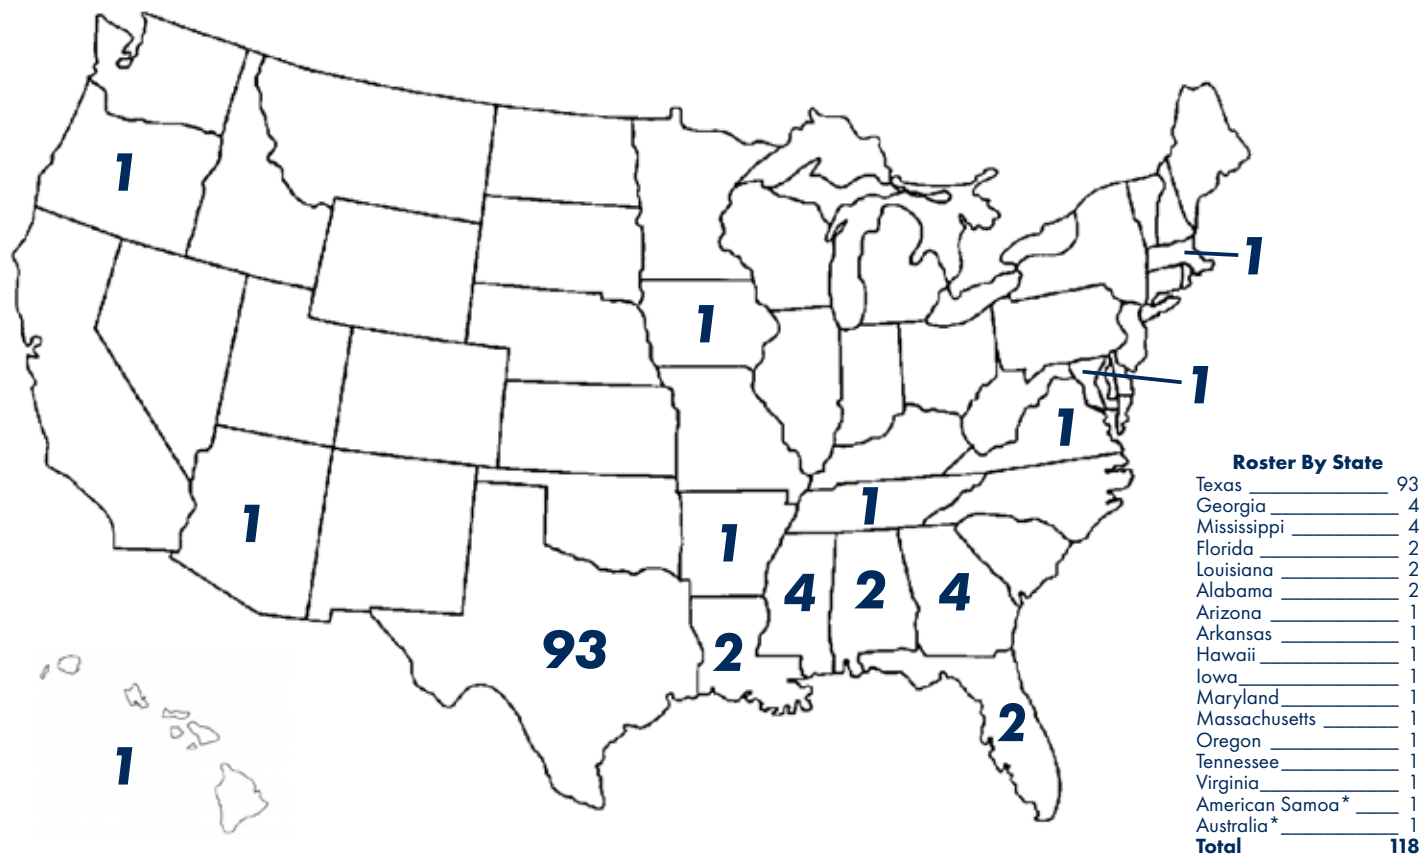 1
1
1
1
1
1
1
1
4
2
4
93
2
2
1
Roster By State
Texas 93
Georgia 4
Mississippi 4
Florida 2
Louisiana 2
Alabama 2
Arizona 1
Arkansas 1
Hawaii 1
Iowa 1
Maryland 1
Massachusetts 1
Oregon 1
Tennessee 1
Virginia 1
American Samoa* 1
Australia* 1
Total 118